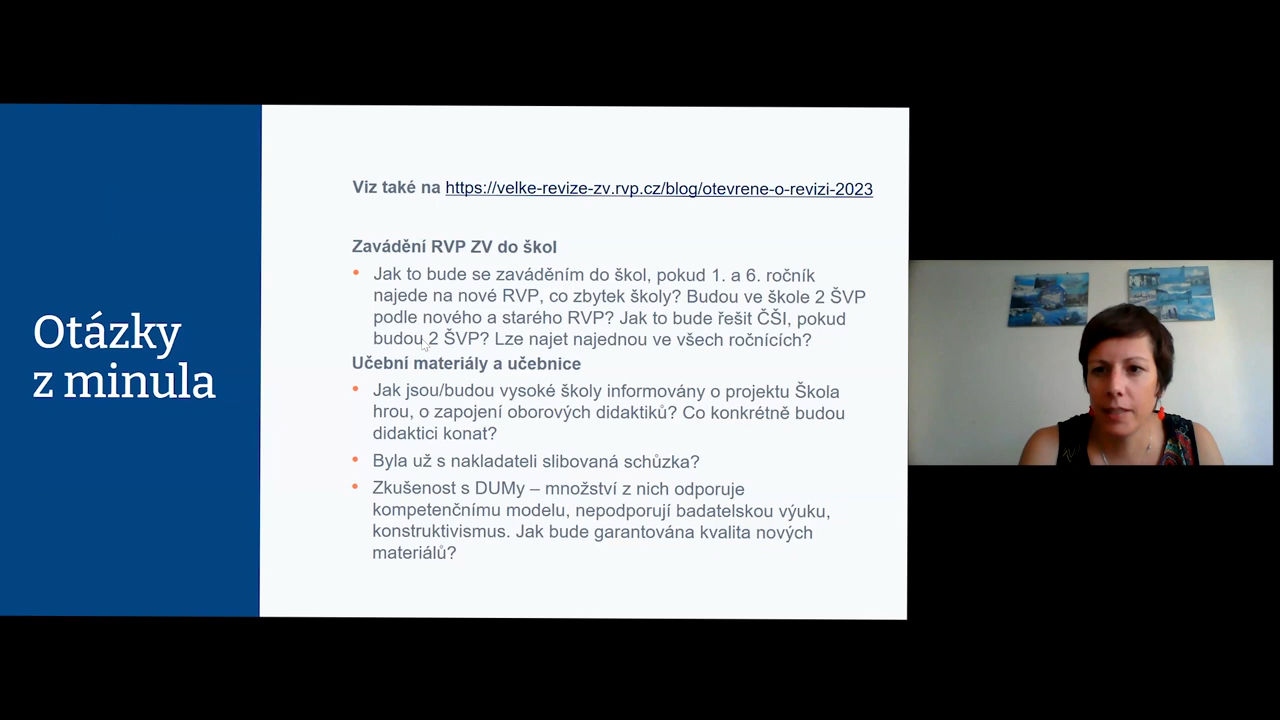 Otázky
z minula
Viz také na https://velke-revize-zv.rvp.cz/blog/otevrene-o-revizi-2023
Zavádění RVP ZV do škol
• Jak to bude se zaváděním do škol, pokud 1. a 6. ročník
najede na nové RVP, co zbytek školy? Budou ve škole 2 ŠVP
podle nového a starého RVP? Jak to bude řešit ČŠI, pokud
budou 2 ŠVP? Lze najet najednou ve všech ročnících?
Učební materiály a učebnice
• Jak jsou/budou vysoké školy informovány o projektu Škola
hrou, o zapojení oborových didaktiků? Co konkrétně budou
didaktici konat?
• Byla už s nakladateli slibovaná schůzka?
• Zkušenost s DUMy – množství z nich odporuje
kompetenčnímu modelu, nepodporují badatelskou výuku,
konstruktivismus. Jak bude garantována kvalita nových
materiálů?